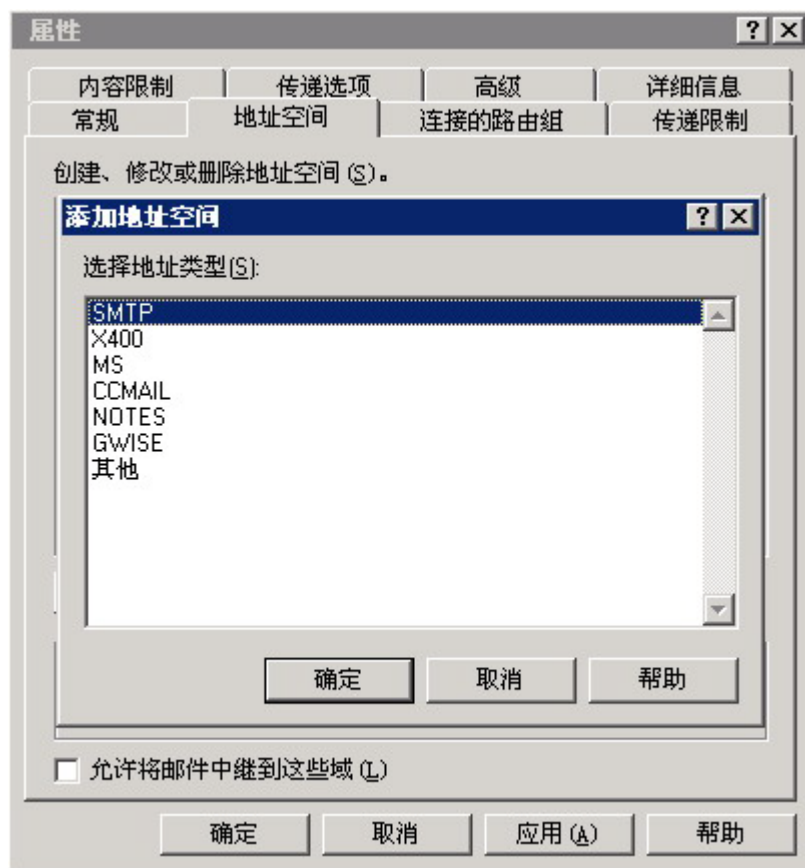 属性
内容限制 传递选项 高级 详细信息
常规 地址空间 连接的路由组 传递限制
创建、修改或删除地址空间(S)。
添加地址空间
选择地址类型(S):
SMTP
X400
MS
CCMAIL
NOTES
GWISE
其他
确定 取消 帮助
允许将邮件中继到这些域(L)
确定 取消 应用(A) 帮助